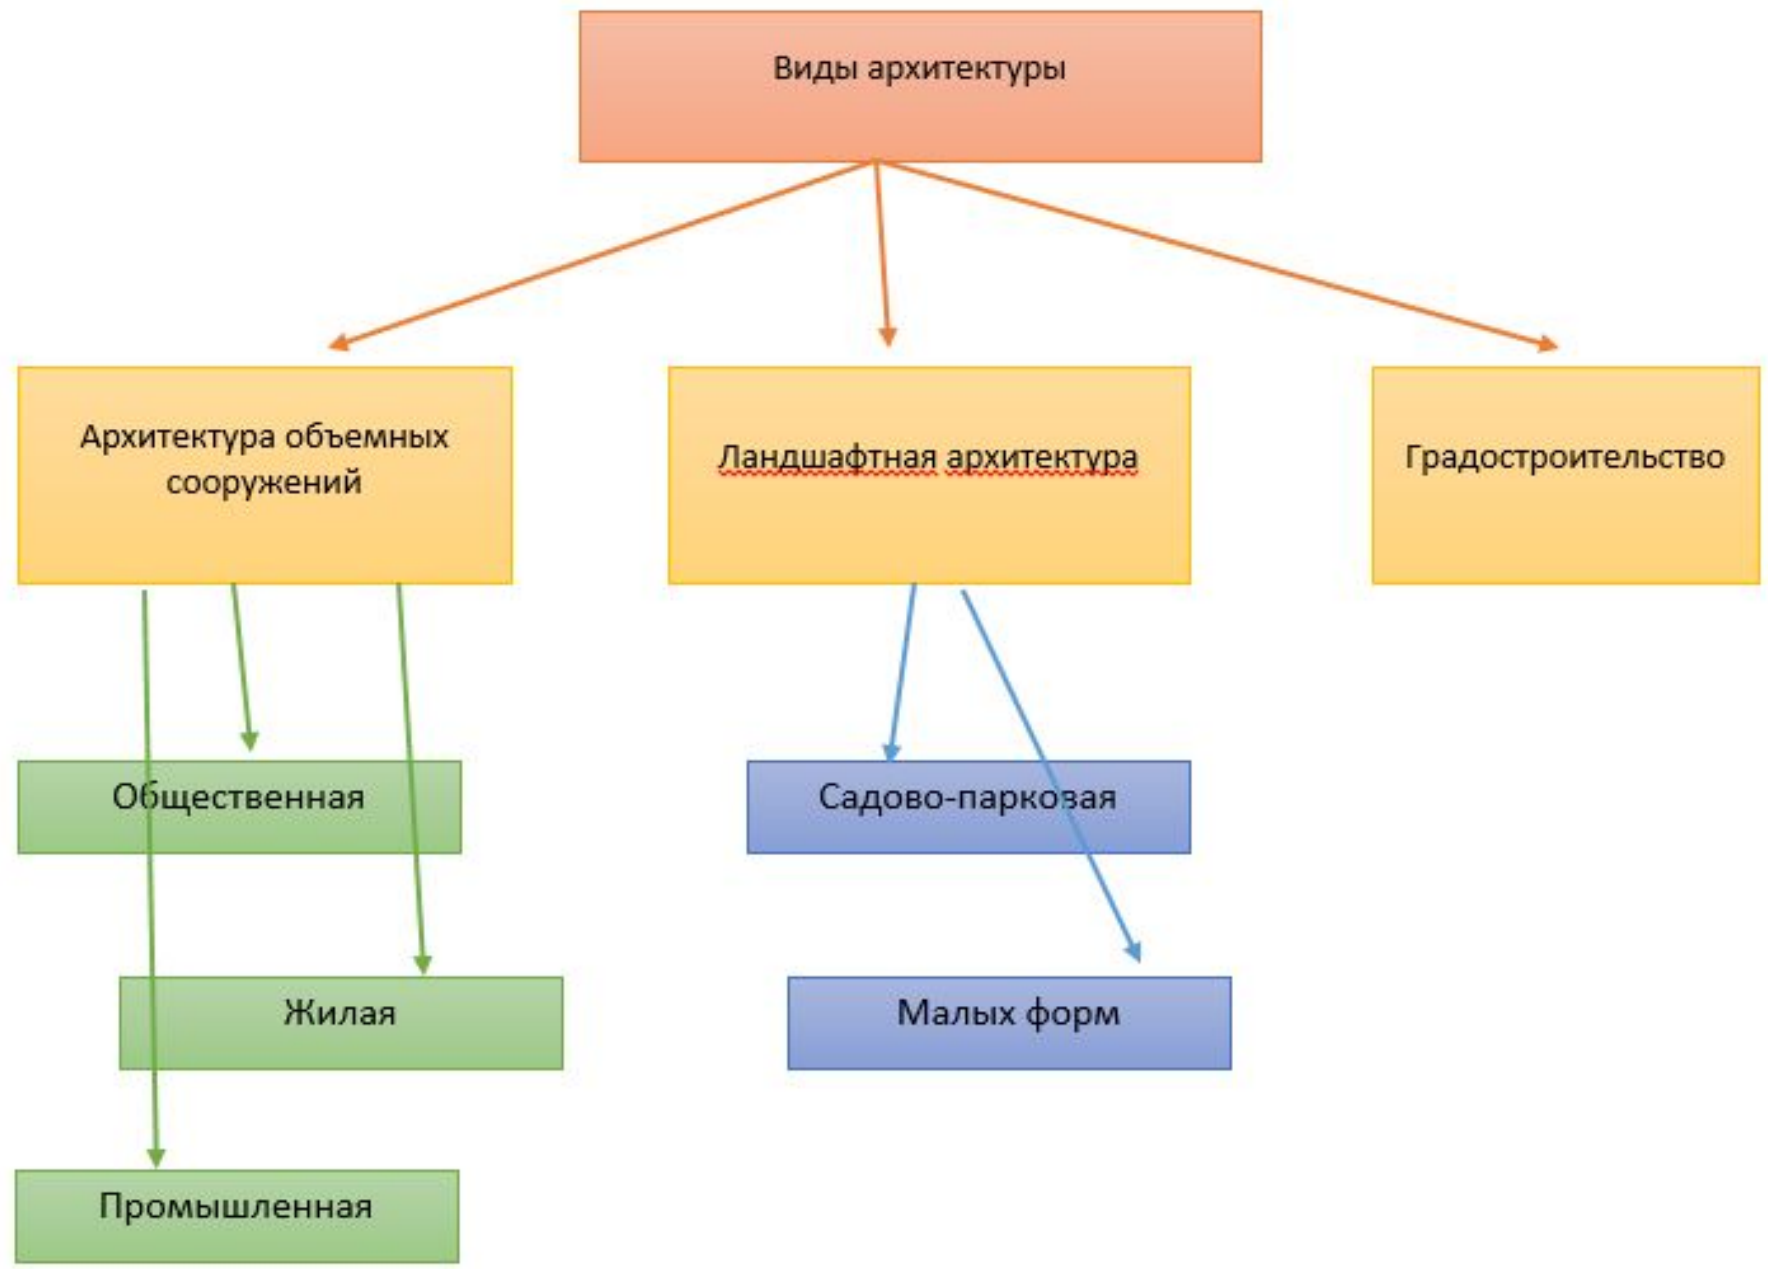 Виды архитектуры
Архитектура объемных
сооружений
Ландшафтная архитектура
Градостроительство
Общественная
Садово-парковая
Жилая
Малых форм
Промышленная